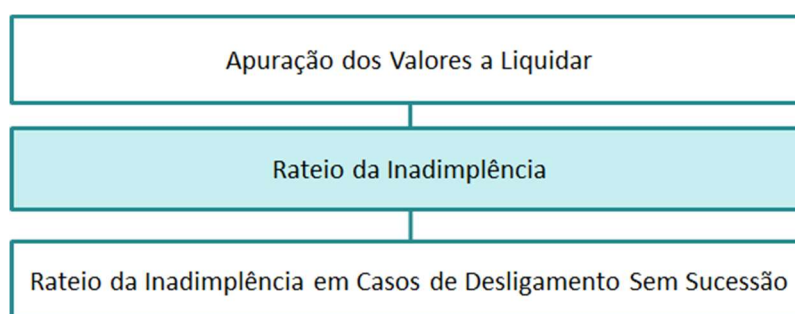 Apuração dos Valores a Liquidar
Rateio da Inadimplência
Rateio da Inadimplência em Casos de Desligamento Sem Sucessão